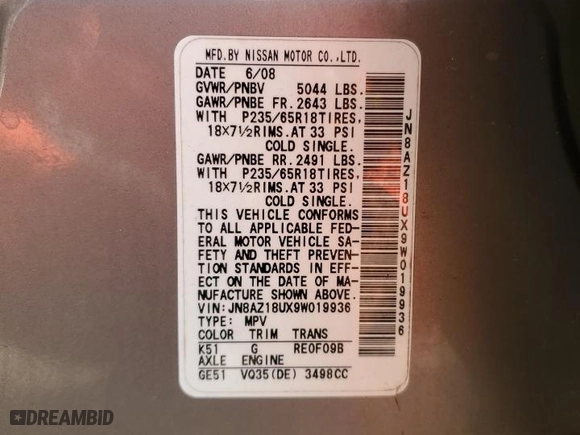 MFD.BY NISSAN MOTOR CO.,LTD.
DATE 6/08
GVWR/PNBV 5044 LBS.
GAWR/PNBE FR. 2643 LBS.
WITH P235/65R18TIRES,
18×7½RIMS.AT 33 PSI
COLD SINGLE.
GAWR/PNBE RR. 2491 LBS.
WITH P235/65R18TIRES,
18×7½RIMS.AT 33 PSI
COLD SINGLE.
THIS VEHICLE CONFORMS
TO ALL APPLICABLE FED-
ERAL MOTOR VEHICLE SA-
FETY AND THEFT PREVEN-
TION STANDARDS IN EFF-
ECT ON THE DATE OF MA-
NUFACTURE SHOWN ABOVE.
VIN:JN8AZ18UX9W019936
TYPE: MPV
COLOR TRIM TRANS
K51 G RE0F09B
AXLE ENGINE
GE51 VQ35(DE) 3498CC
JN8AZ18UX9W019936
DREAMBID